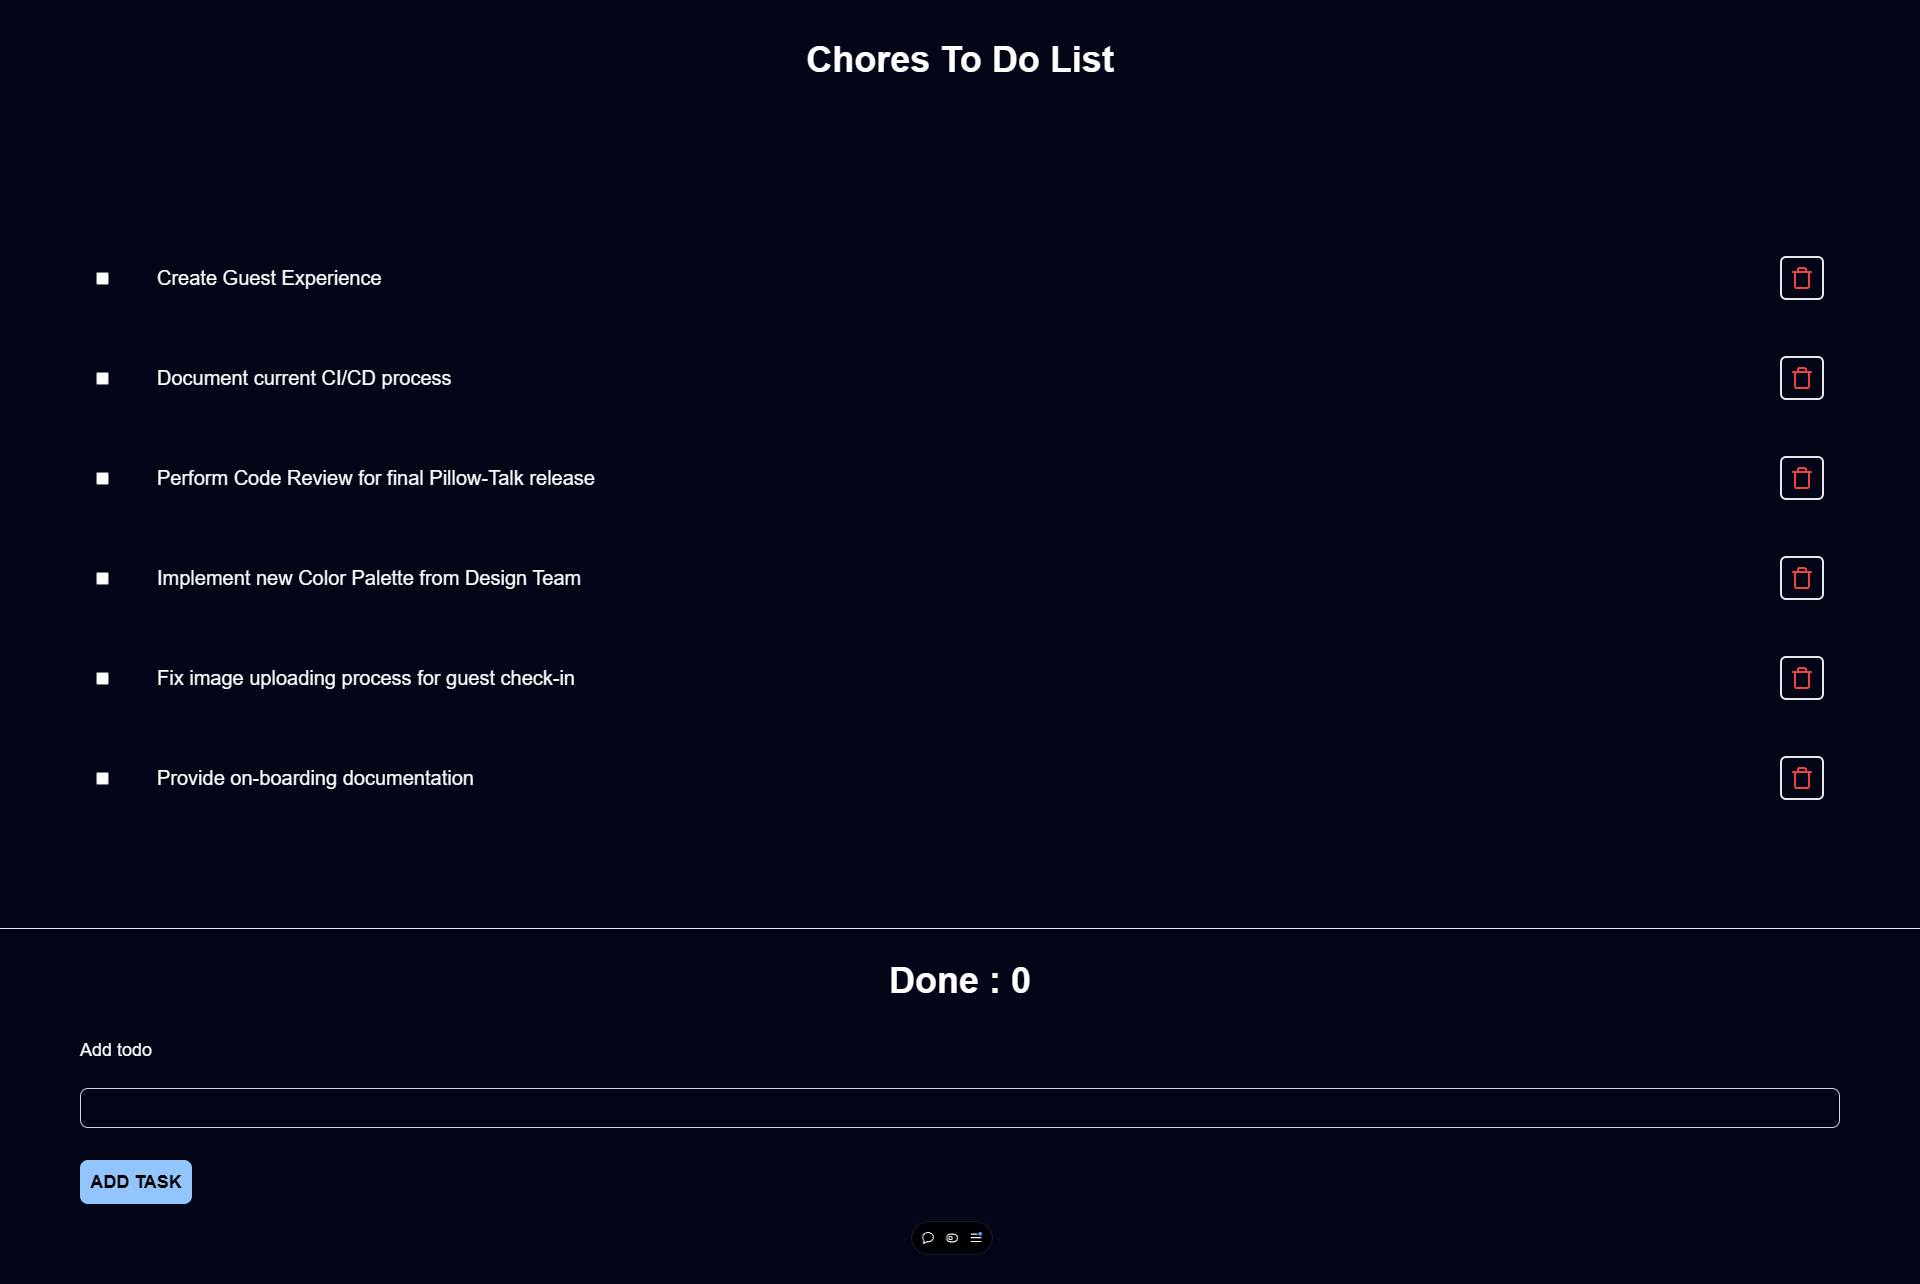 Chores To Do List
Create Guest Experience
Document current CI/CD process
Perform Code Review for final Pillow-Talk release
Implement new Color Palette from Design Team
Fix image uploading process for guest check-in
Provide on-boarding documentation
Done : 0
Add todo
ADD TASK